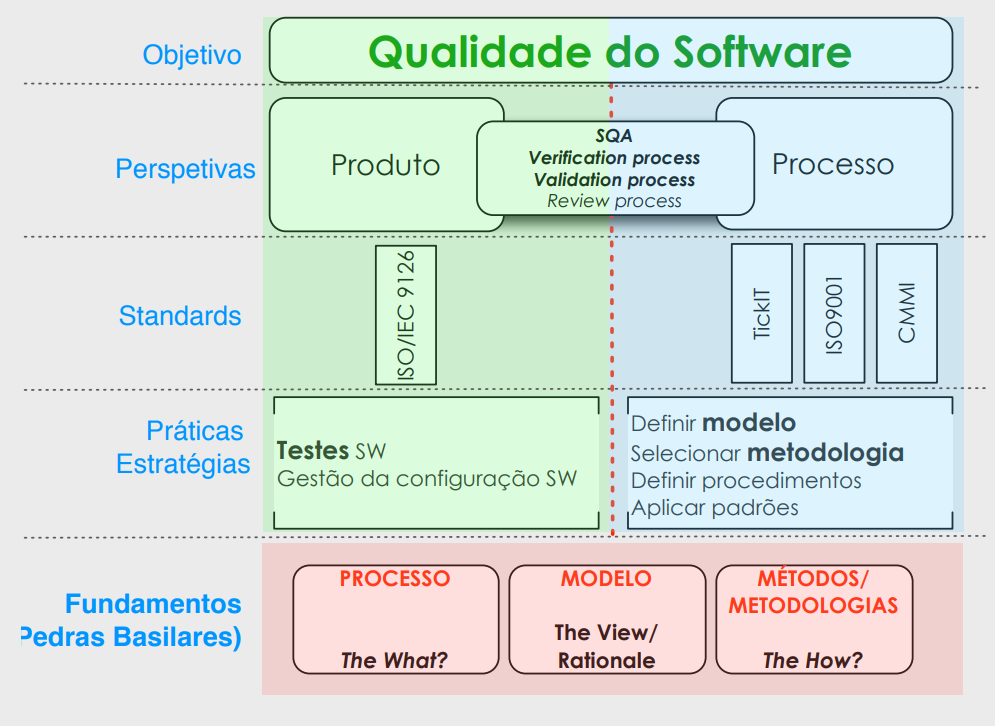 Objetivo
Qualidade do Software
Perspetivas
Produto
SQA
Verification process
Validation process
Review process
Processo
Standards
ISO/IEC 9126
TickIT
ISO9001
CMMI
Práticas
Estratégias
Testes SW
Gestão da configuração SW
Definir modelo
Selecionar metodologia
Definir procedimentos
Aplicar padrões
Fundamentos
Pedras Basilares)
PROCESSO
The What?
MODELO
The View/
Rationale
MÉTODOS/
METODOLOGIAS
The How?